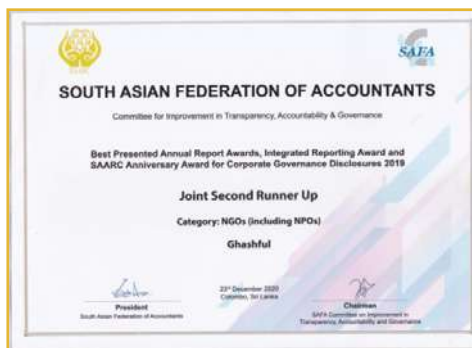 SAFA
SOUTH ASIAN FEDERATION OF ACCOUNTANTS
Committee for Improvement in Transparency, Accountability & Governance
Best Presented Annual Report Awards, Integrated Reporting Award and
SAARC Anniversary Award for Corporate Governance Disclosures 2019
Joint Second Runner Up
Category: NGOs (including NPOs)
Ghashful
23rd December 2020
Colombo, Sri Lanka
President
South Asian Federation of Accountants
Chairman
SAFA Committee on Improvement in
Transparency, Accountability and Governance